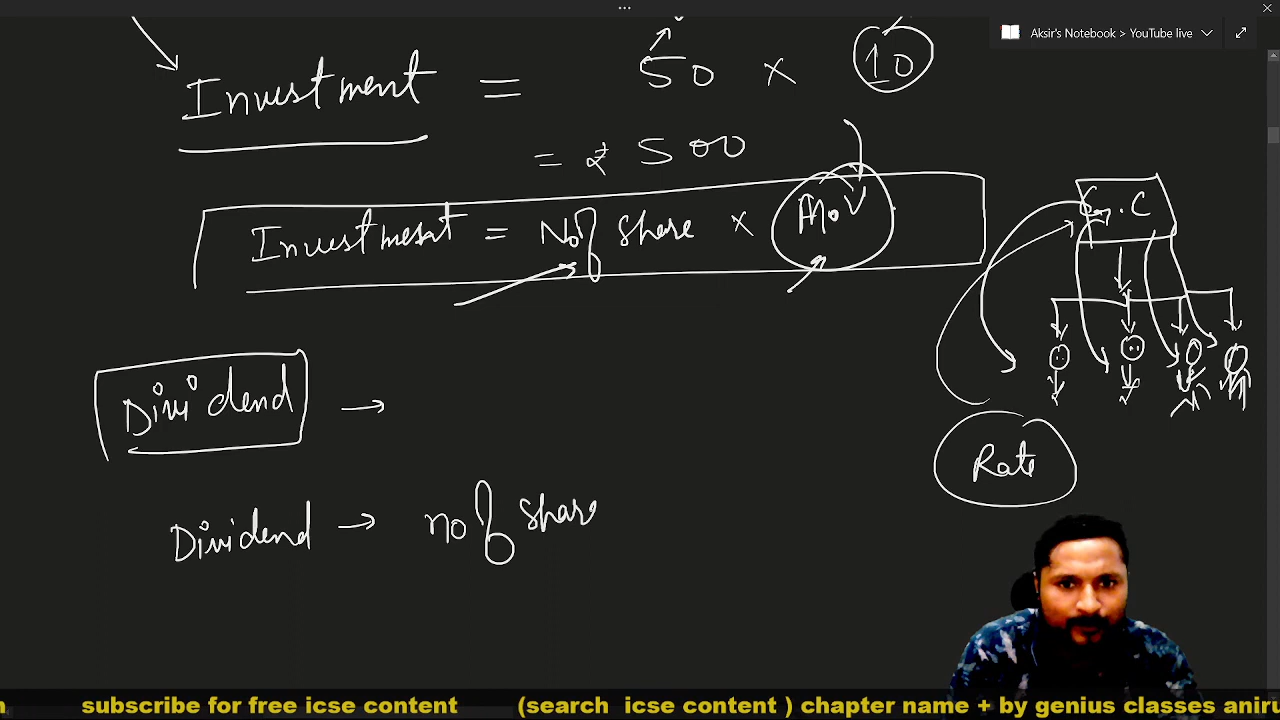 Aksir's Notebook > YouTube live
Investment = 50 × 10
= ₹ 500
Investment = No of Share × M.V
C
Dividend →
Rate
Dividend → no of Share
subscribe for free icse content (search icse content ) chapter name + by genius classes aniru